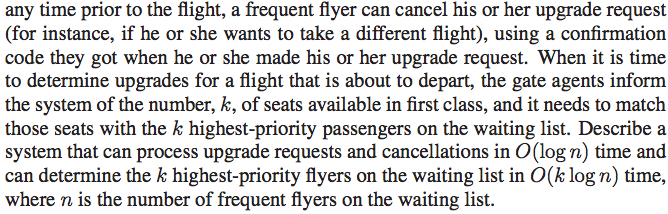 any time prior to the flight, a frequent flyer can cancel his or her upgrade request
(for instance, if he or she wants to take a different flight), using a confirmation
code they got when he or she made his or her upgrade request. When it is time
to determine upgrades for a flight that is about to depart, the gate agents inform
the system of the number, k, of seats available in first class, and it needs to match
those seats with the k highest-priority passengers on the waiting list. Describe a
system that can process upgrade requests and cancellations in O(log n) time and
can determine the k highest-priority flyers on the waiting list in O(k log n) time,
where n is the number of frequent flyers on the waiting list.